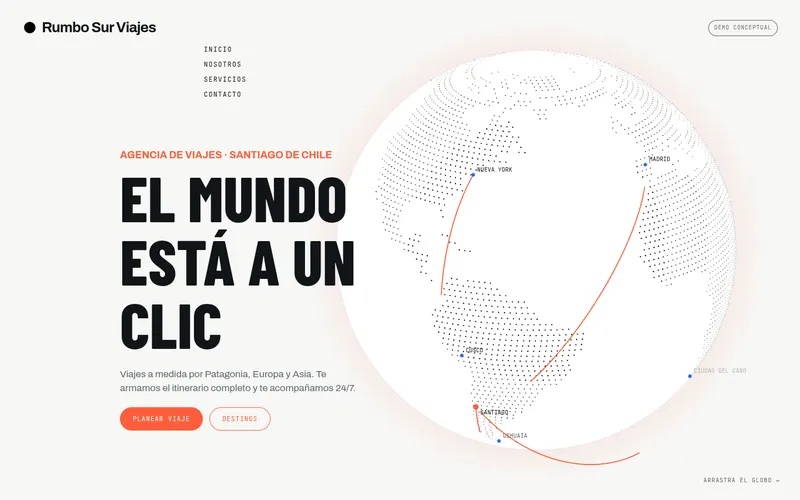 Rumbo Sur Viajes
DEMO CONCEPTUAL
INICIO
NOSOTROS
SERVICIOS
CONTACTO
AGENCIA DE VIAJES · SANTIAGO DE CHILE
EL MUNDO
ESTÁ A UN
CLIC
Viajes a medida por Patagonia, Europa y Asia. Te
armamos el itinerario completo y te acompañamos 24/7.
PLANEAR VIAJE
DESTINOS
NUEVA YORK
MADRID
CUSCO
CIUDAD DEL CABO
SANTIAGO
USHUAIA
ARRASTRA EL GLOBO